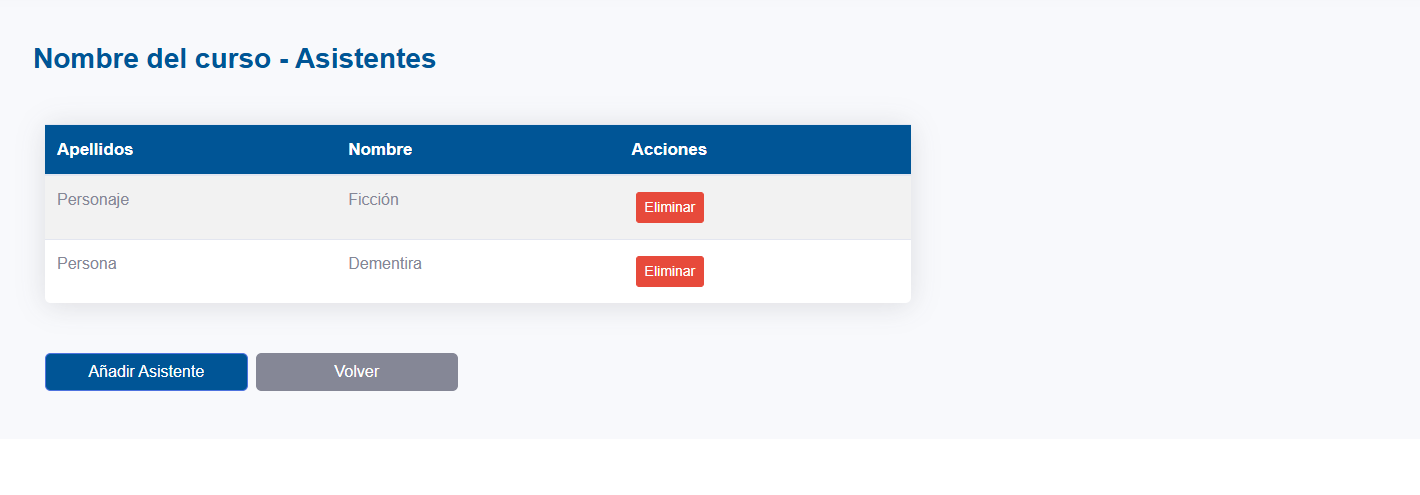 Nombre del curso - Asistentes
Apellidos Nombre Acciones
Personaje Ficción Eliminar
Persona Dementira Eliminar
Añadir Asistente Volver